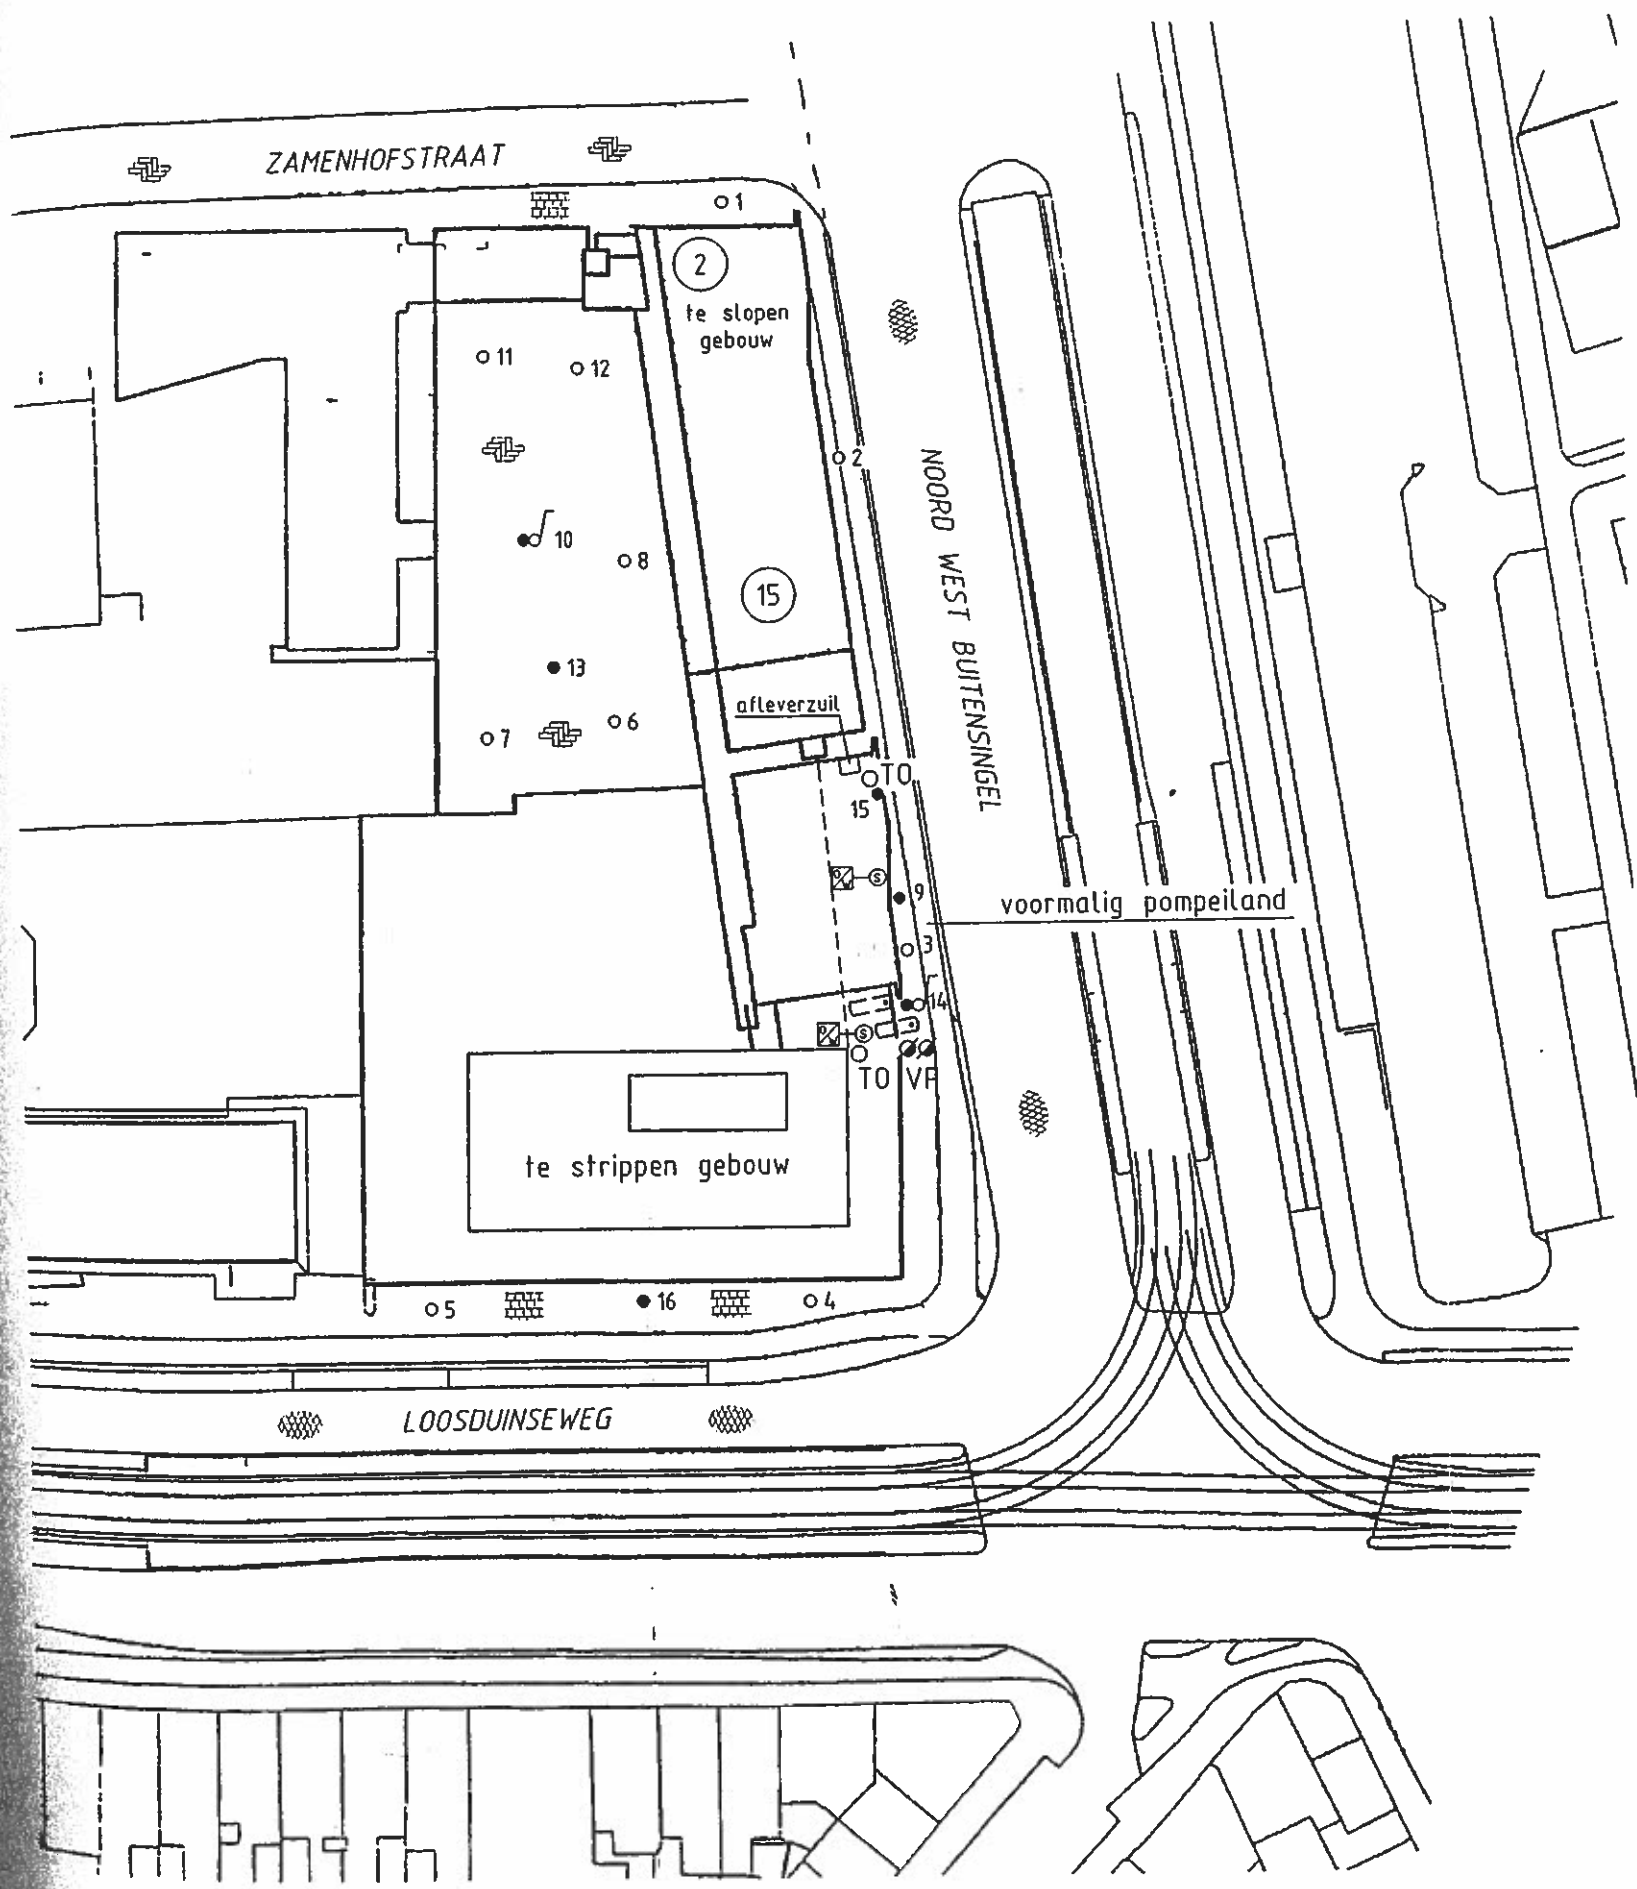 ZAMENHOFSTRAAT
1
2
te slopen
gebouw
11
12
2
10
8
15
NOORD WEST BUITENSINGEL
13
afleverzuil
6
7
TO
15
S
9
voormalig pompeiland
3
14
S
TO VP
te strippen gebouw
5
16
4
LOOSDUINSEWEG